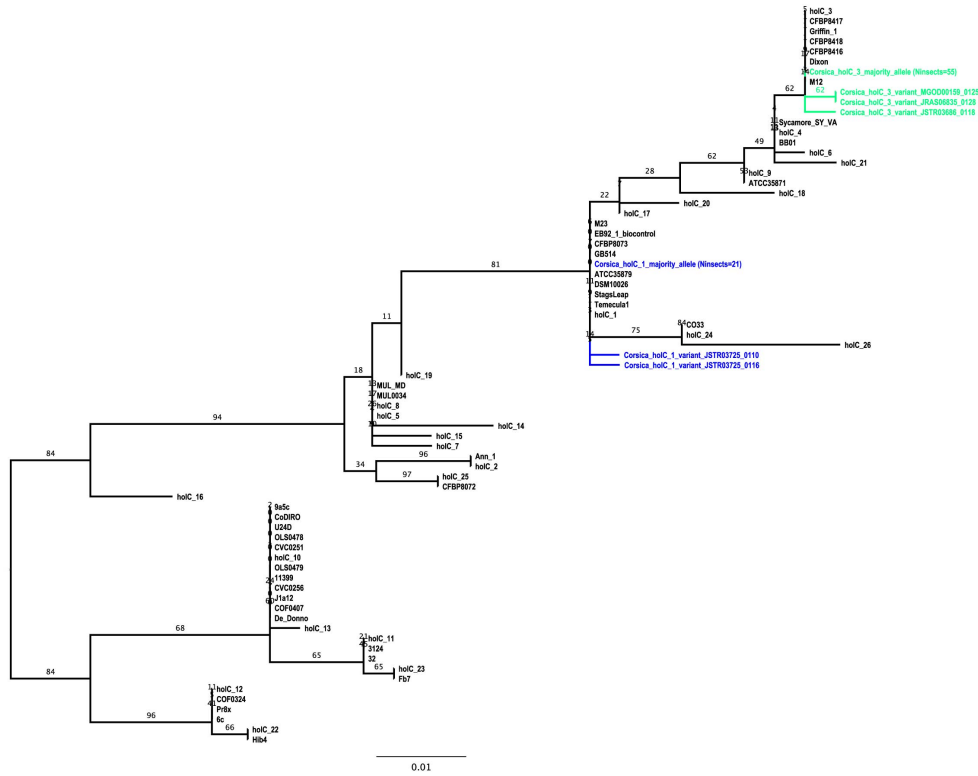 5
holC_3
CFBP8417
Griffin_1
CFBP8418
CFBP8416
Dixon
Corsica_holC_3_majority_allele (Ninsects=55)
M12
62
62
Corsica_holC_3_variant_MGOO00159_0125
Corsica_holC_3_variant_JRAS06835_0128
Corsica_holC_3_variant_JSTR03686_0118
Sycamore_SY_VA
holC_4
BB01
49
holC_6
holC_21
62
holC_9
ATCC35871
28
holC_18
22
holC_20
holC_17
M23
EB92_1_biocontrol
CFBP8073
GB514
Corsica_holC_1_majority_allele (Ninsects=21)
81
ATCC35879
DSM10026
StagsLeap
Temecula1
holC_1
84
CO33
75
holC_24
holC_26
Corsica_holC_1_variant_JSTR03725_0110
Corsica_holC_1_variant_JSTR03725_0116
11
18
holC_19
MUL_MD
MUL0034
holC_8
holC_5
holC_14
94
holC_15
holC_7
96
Ann_1
holC_2
34
97
holC_25
CFBP8072
84
holC_16
2
9a5c
CoDIRO
U24D
OLS0478
CVC0251
holC_10
OLS0479
11399
CVC0256
J1a12
COF0407
De_Donno
68
holC_13
21
holC_11
3124
32
65
65
holC_23
Fb7
84
11
holC_12
COF0324
Pr8x
6c
96
66
holC_22
Hib4
0.01